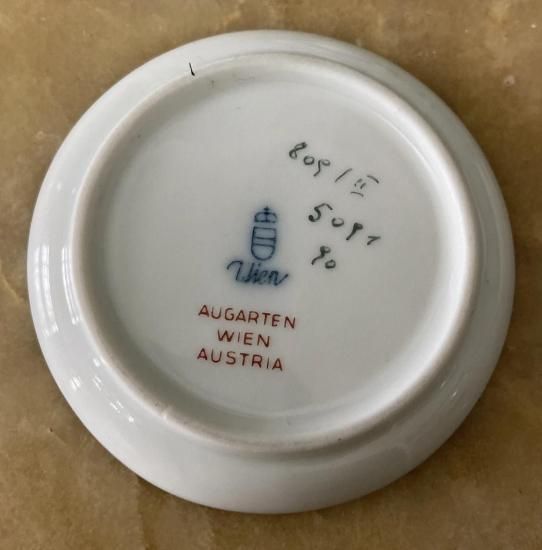 809/II
5091
90
Wien
AUGARTEN
WIEN
AUSTRIA